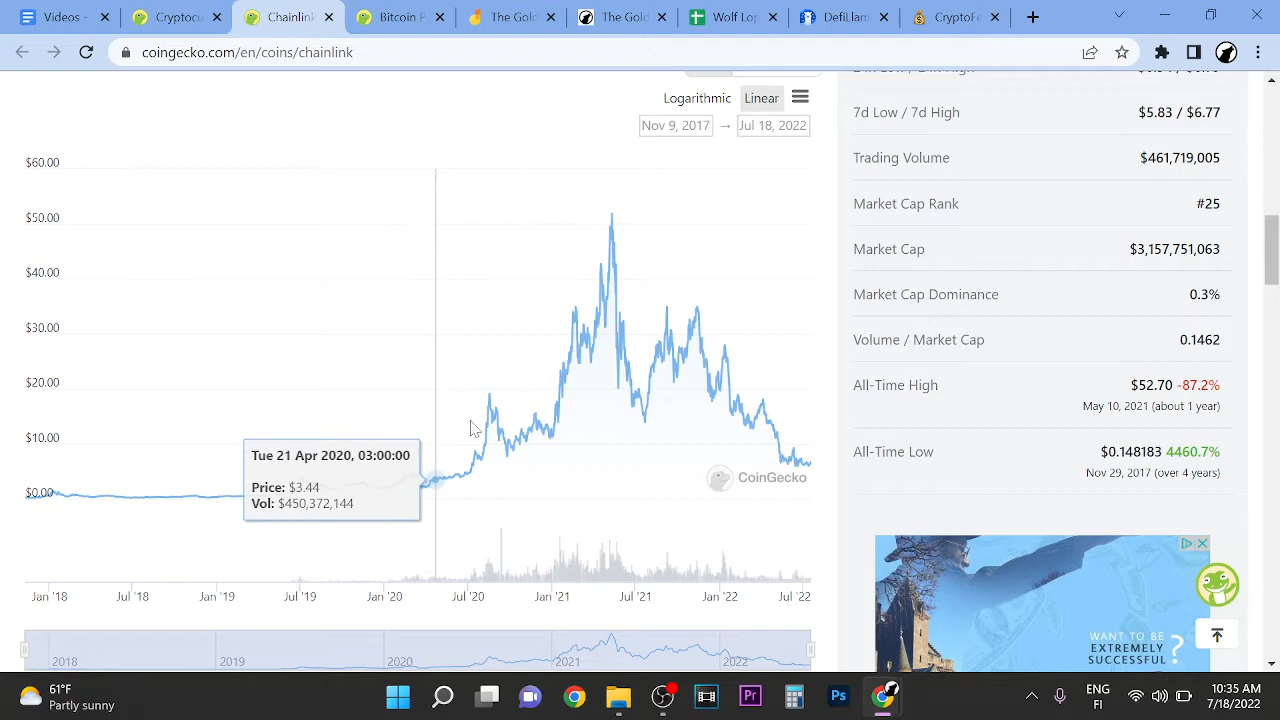 Videos
Crypto
Chainlin
Bitcoin F
The Gol
The Sar
Wolf Lo
DefiLlam
Cryptof
coingecko.com/en/coins/chainlink
Logarithmic Linear
Nov 9, 2017 → Jul 18, 2022
$60.00
$50.00
$40.00
$30.00
$20.00
$10.00
$0.00
Tue 21 Apr 2020, 03:00:00
Price: $3.44
Vol: $450,372,144
CoinGecko
Jan '18 Jul '18 Jan '19 Jul '19 Jan '20 Jul '20 Jan '21 Jul '21 Jan '22 Jul '22
2018 2019 2020 2021 2022
7d Low / 7d High $5.83 / $6.77
Trading Volume $461,719,005
Market Cap Rank #25
Market Cap $3,157,751,063
Market Cap Dominance 0.3%
Volume / Market Cap 0.1462
All-Time High $52.70 -87.2%
May 10, 2021 (about 1 year)
All-Time Low $0.148183 4460.7%
Nov 29, 2017 (over 4 years)
WANT TO BE
EXTREMELY
SUCCESSFUL ?
61°F
Partly sunny
Pr
Ps
ENG
FI
10:35 AM
7/18/2022